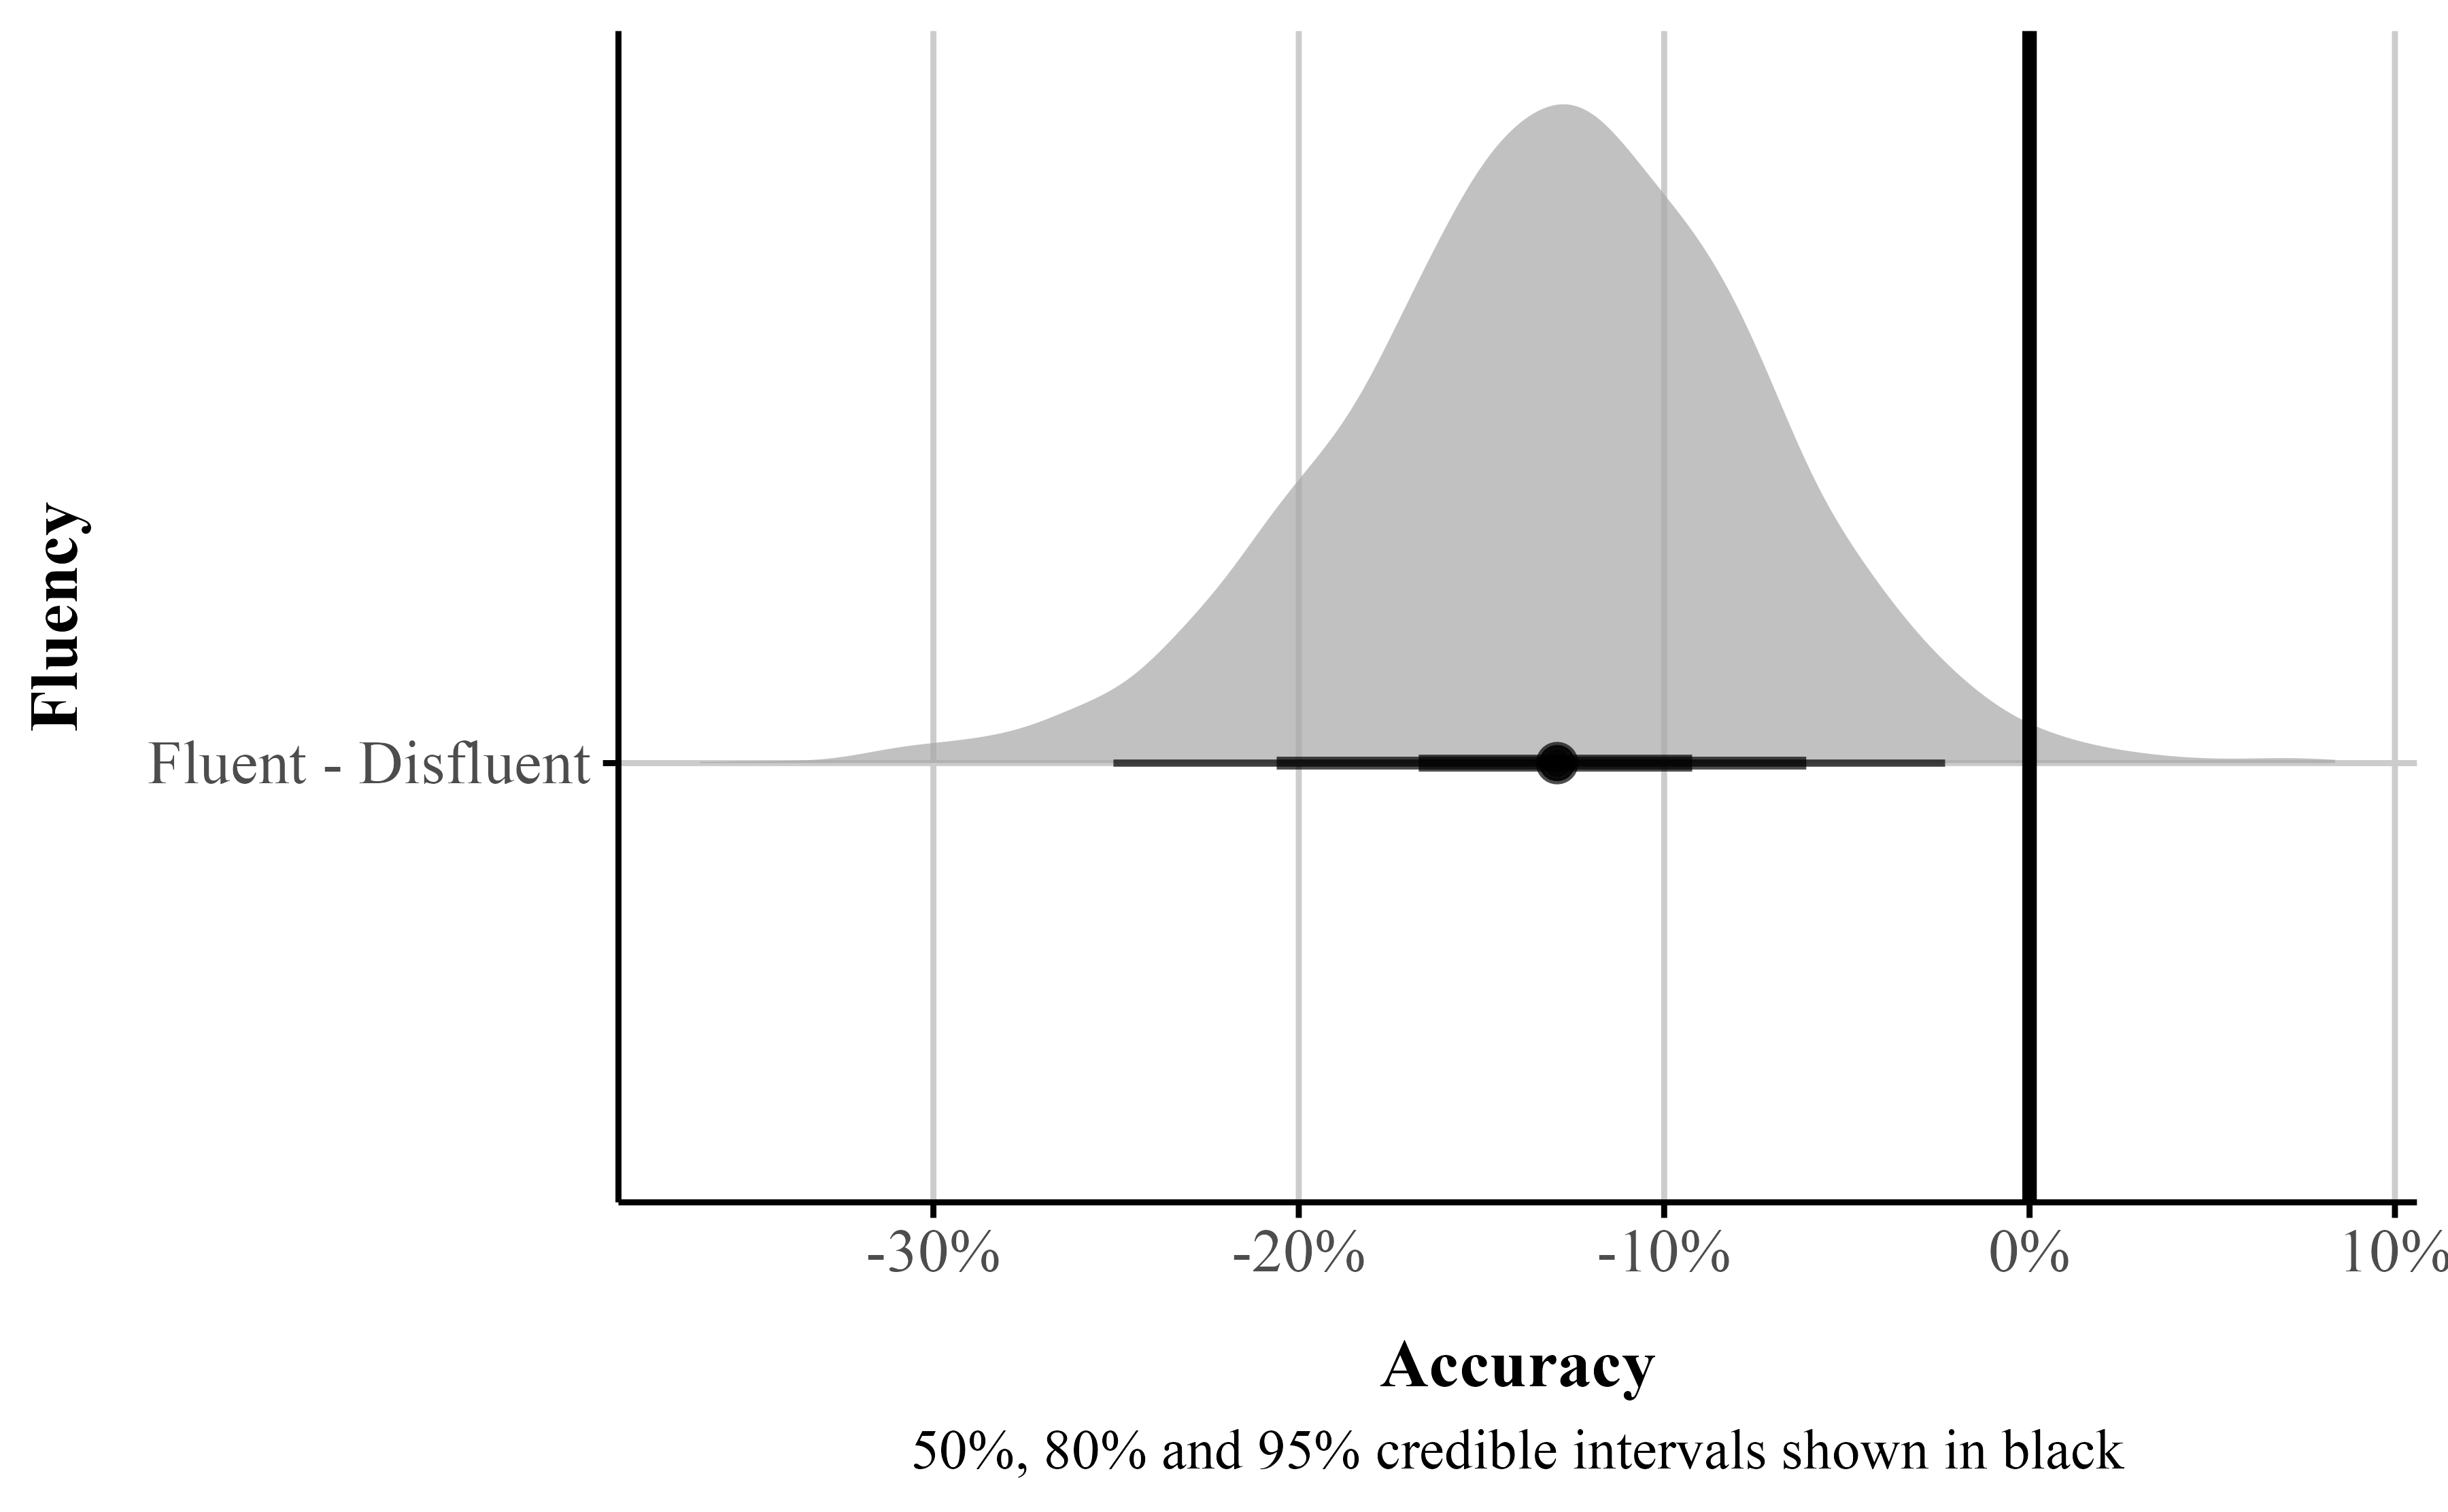 Fluency
Fluent - Disfluent
-30% -20% -10% 0% 10%
Accuracy
50%, 80% and 95% credible intervals shown in black